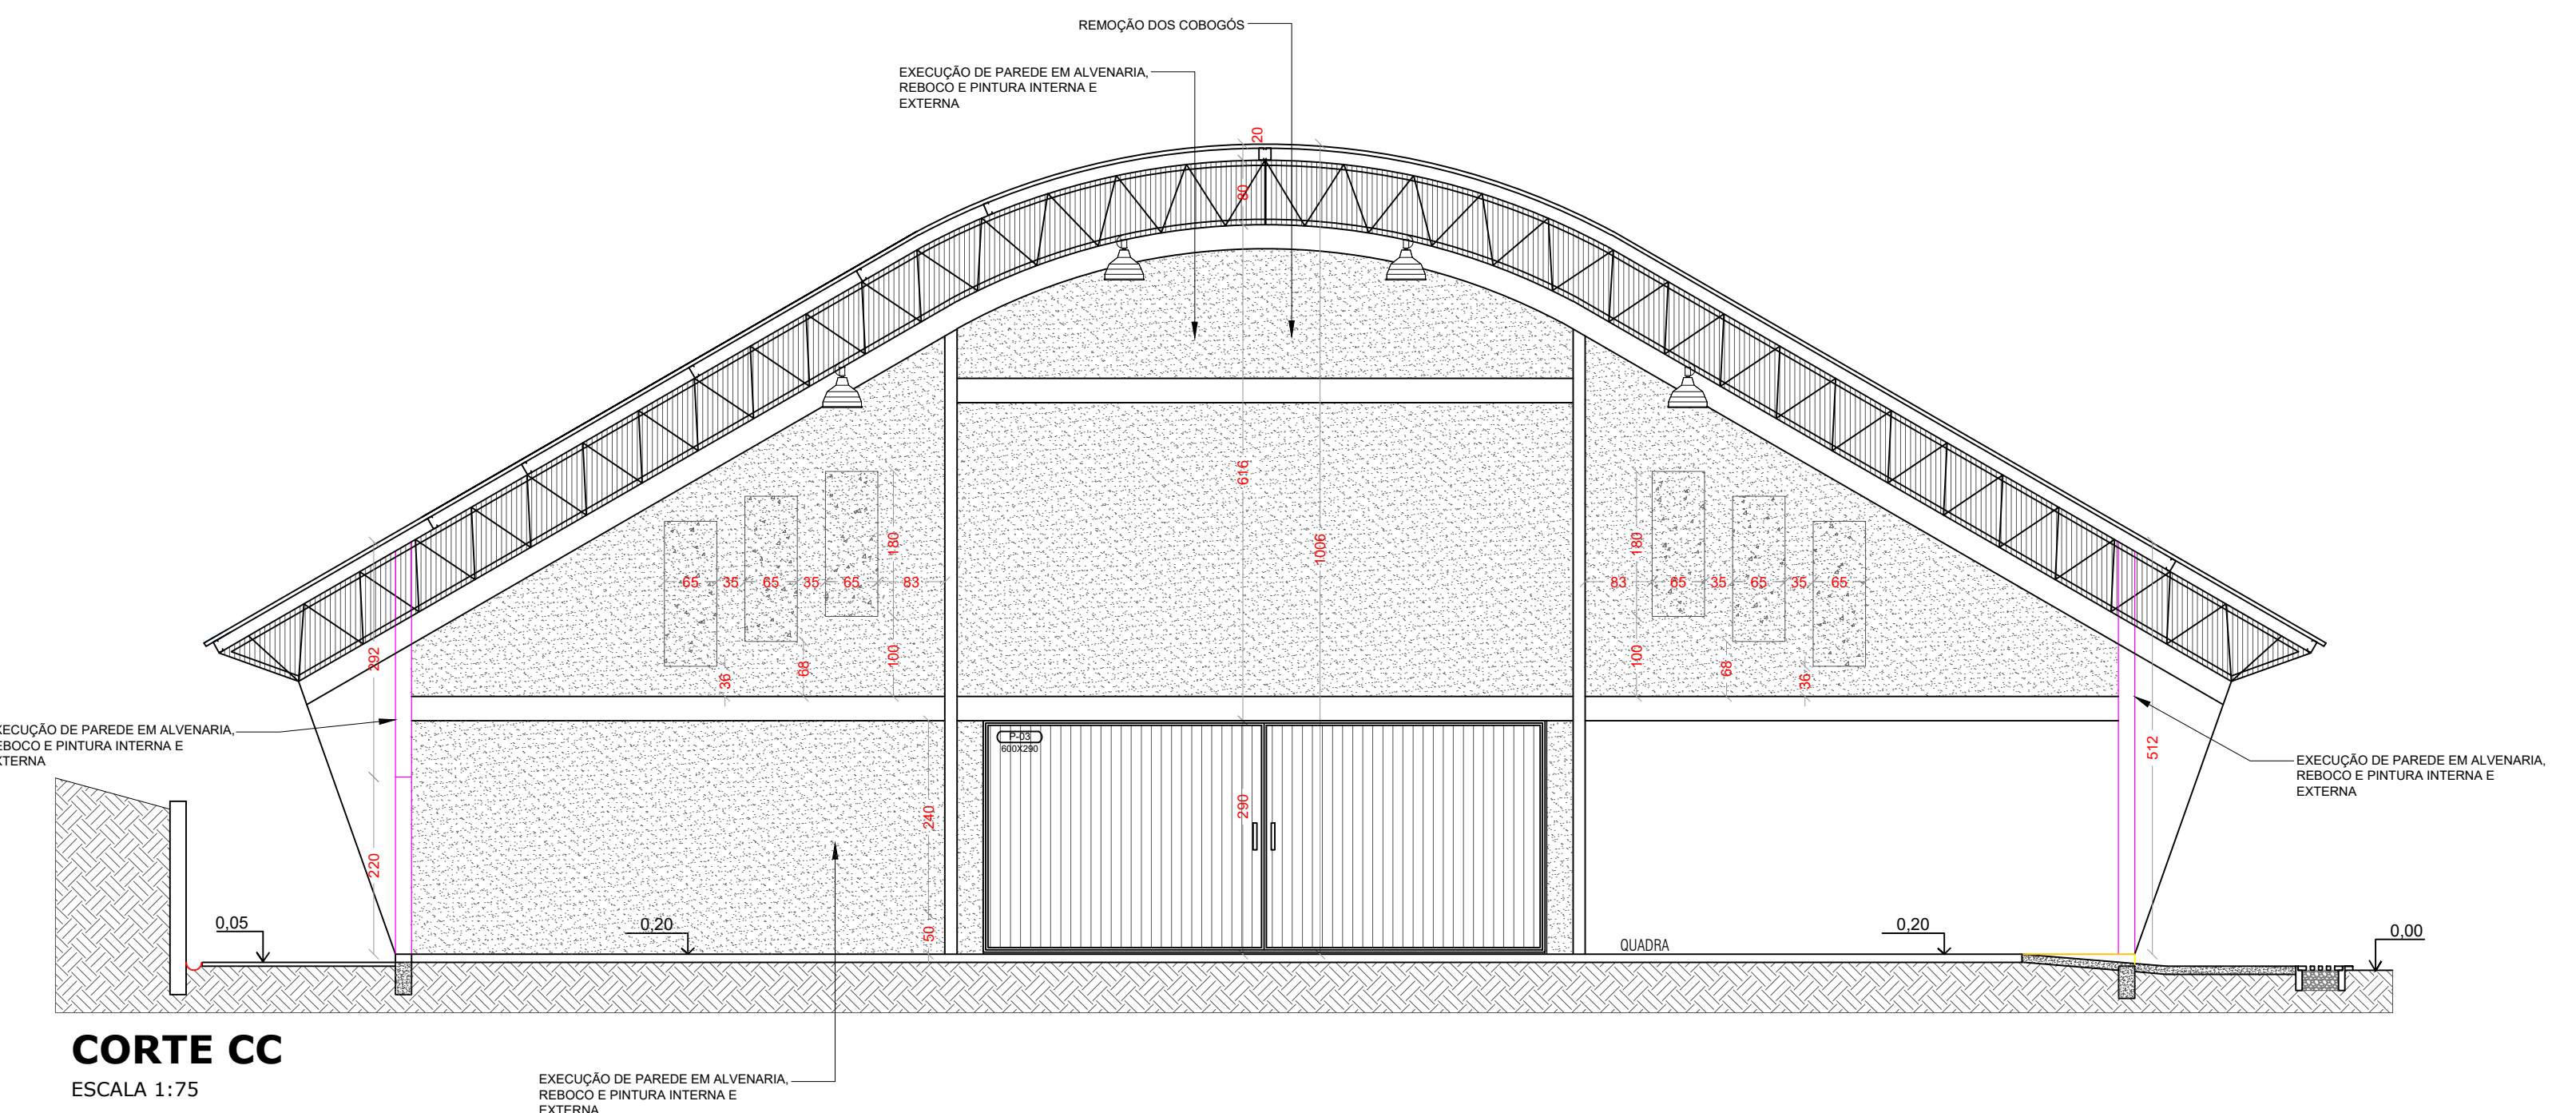 REMOÇÃO DOS COBOGÓS
EXECUÇÃO DE PAREDE EM ALVENARIA,
REBOCO E PINTURA INTERNA E
EXTERNA
20
80
616
1006
180
65 35 65 35 65 83
100
68
36
180
83 65 35 65 35 65
100
68
36
292
XECUÇÃO DE PAREDE EM ALVENARIA,
EBOCO E PINTURA INTERNA E
XTERNA
P-03
600X290
512
EXECUÇÃO DE PAREDE EM ALVENARIA,
REBOCO E PINTURA INTERNA E
EXTERNA
220
240
290
50
0,05
0,20
QUADRA
0,20
0,00
CORTE CC
ESCALA 1:75
EXECUÇÃO DE PAREDE EM ALVENARIA,
REBOCO E PINTURA INTERNA E
EXTERNA